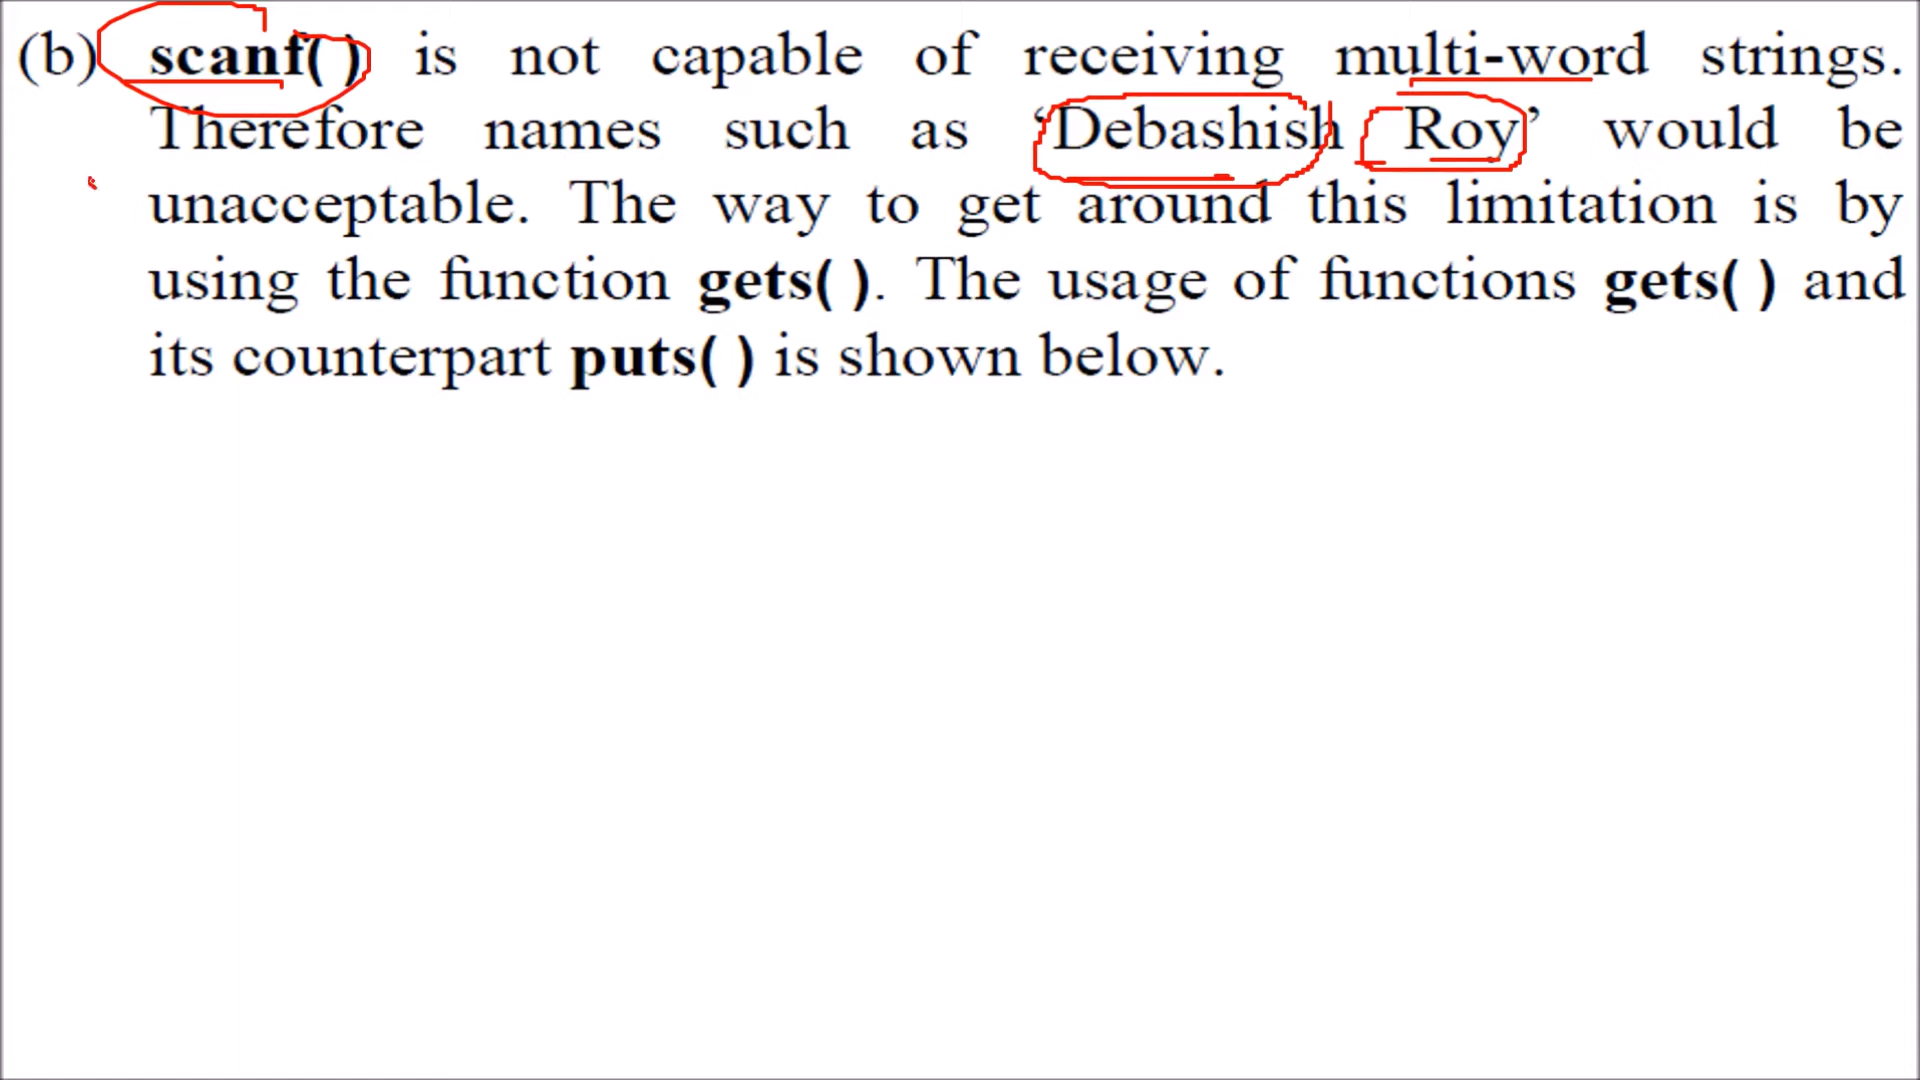 (b) scanf( ) is not capable of receiving multi-word strings.
Therefore names such as ‘Debashish Roy’ would be
unacceptable. The way to get around this limitation is by
using the function gets( ). The usage of functions gets( ) and
its counterpart puts( ) is shown below.